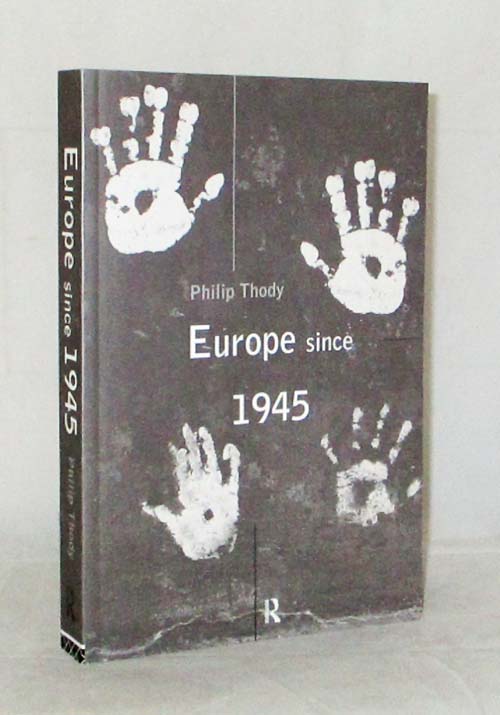 Philip Thody
Europe since
1945
R
Europe since 1945 Philip Thody R